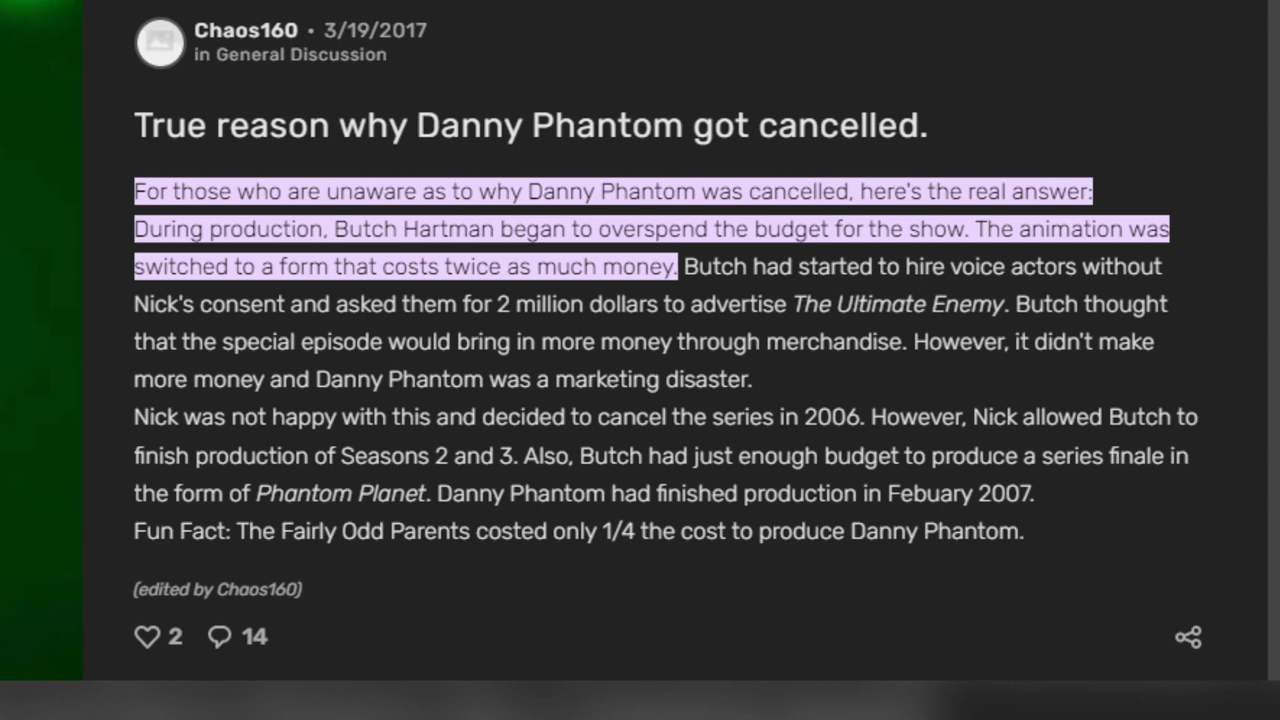 Chaos160 • 3/19/2017
in General Discussion
True reason why Danny Phantom got cancelled.
For those who are unaware as to why Danny Phantom was cancelled, here's the real answer:
During production, Butch Hartman began to overspend the budget for the show. The animation was
switched to a form that costs twice as much money. Butch had started to hire voice actors without
Nick's consent and asked them for 2 million dollars to advertise The Ultimate Enemy. Butch thought
that the special episode would bring in more money through merchandise. However, it didn't make
more money and Danny Phantom was a marketing disaster.
Nick was not happy with this and decided to cancel the series in 2006. However, Nick allowed Butch to
finish production of Seasons 2 and 3. Also, Butch had just enough budget to produce a series finale in
the form of Phantom Planet. Danny Phantom had finished production in Febuary 2007.
Fun Fact: The Fairly Odd Parents costed only 1/4 the cost to produce Danny Phantom.
(edited by Chaos160)
2 14